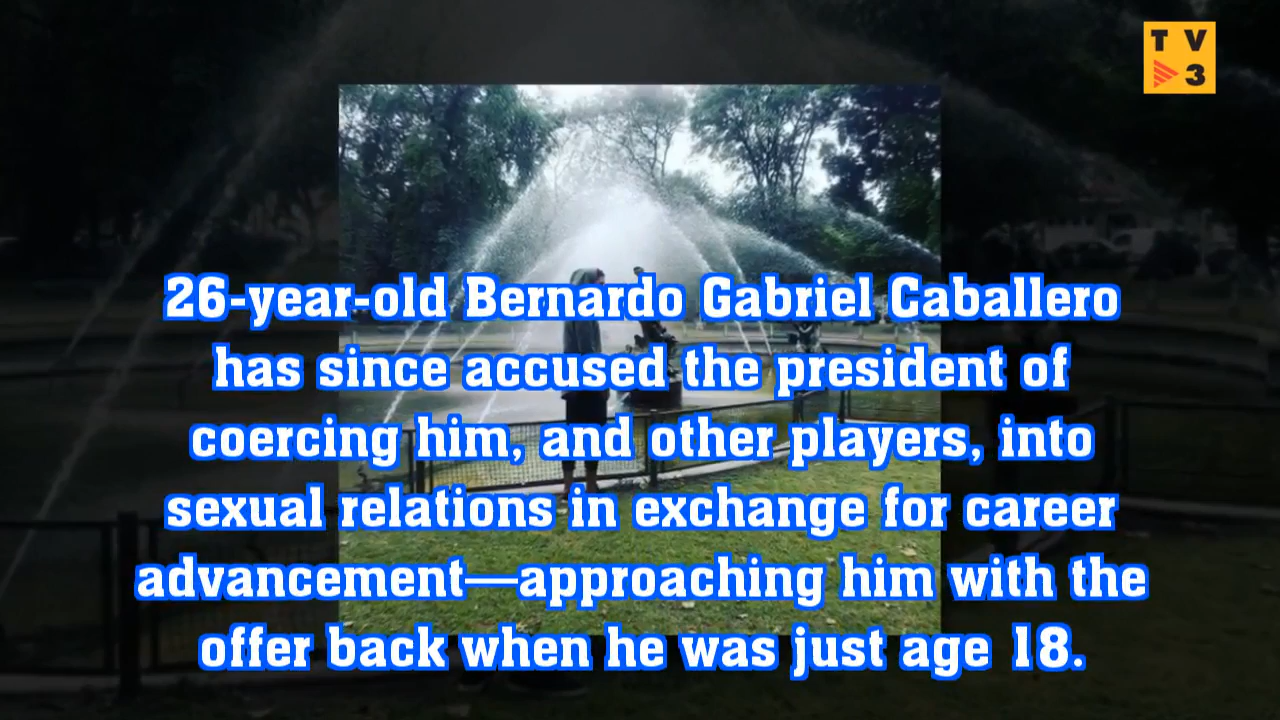 TV
3
26-year-old Bernardo Gabriel Caballero
has since accused the president of
coercing him, and other players, into
sexual relations in exchange for career
advancement—approaching him with the
offer back when he was just age 18.